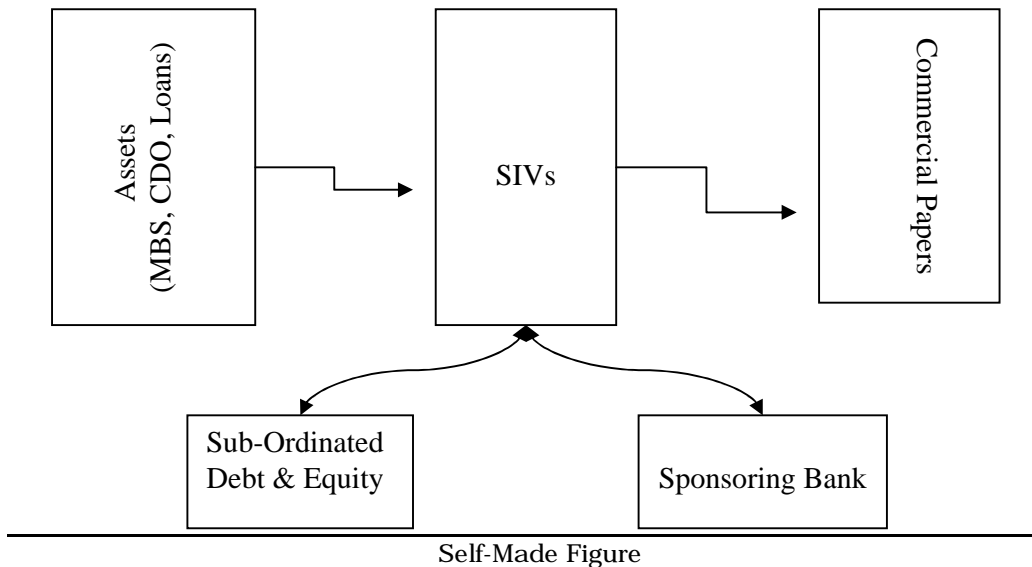 Assets
(MBS, CDO, Loans)
SIVs
Commercial Papers
Sub-Ordinated
Debt & Equity
Sponsoring Bank
Self-Made Figure